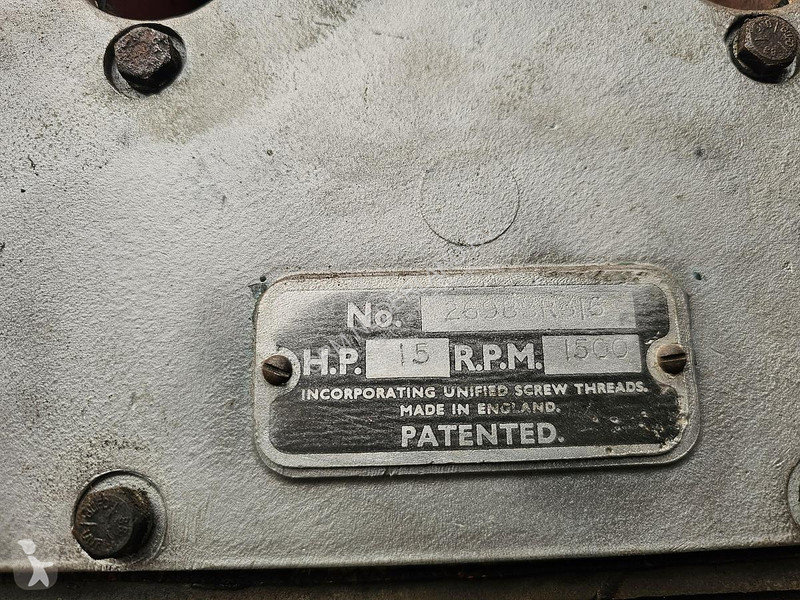 No.
H.P. 15 R.P.M. 1500
INCORPORATING UNIFIED SCREW THREADS.
MADE IN ENGLAND.
PATENTED.